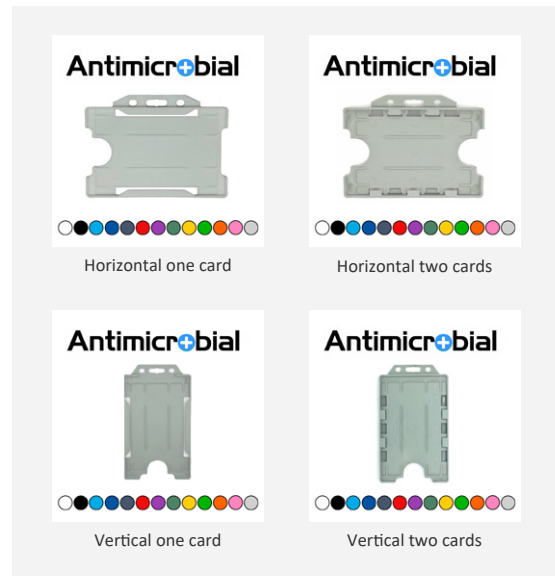 Antimicrobial
Antimicrobial
Horizontal one card
Horizontal two cards
Antimicrobial
Antimicrobial
Vertical one card
Vertical two cards